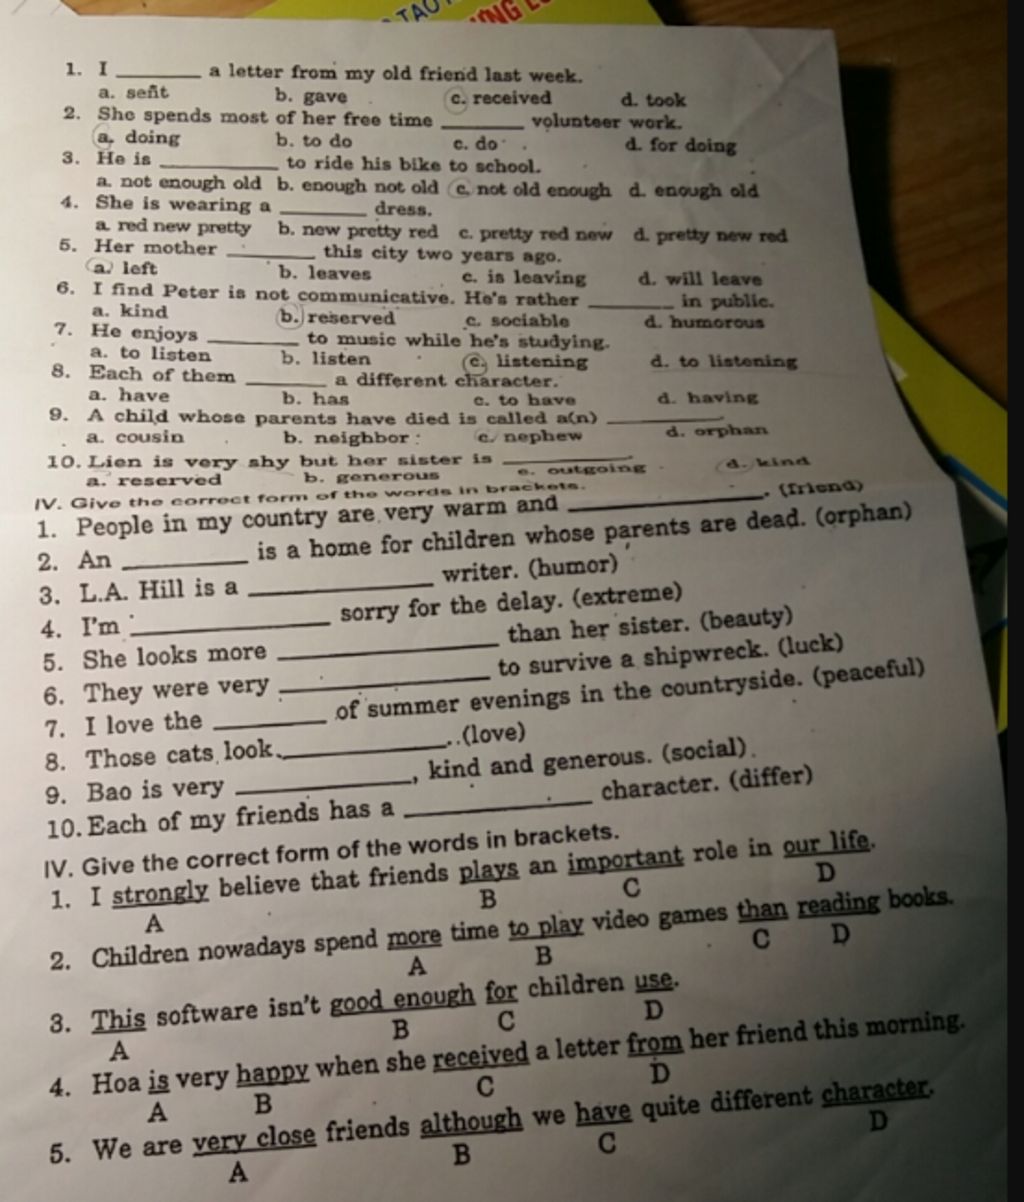 TAO
ỨNG
1. I ________ a letter from my old friend last week.
a. sent b. gave c. received d. took
2. She spends most of her free time ________ volunteer work.
a. doing b. to do c. do d. for doing
3. He is ________ to ride his bike to school.
a. not enough old b. enough not old c. not old enough d. enough old
4. She is wearing a ________ dress.
a. red new pretty b. new pretty red c. pretty red new d. pretty new red
5. Her mother ________ this city two years ago.
a. left b. leaves c. is leaving d. will leave
6. I find Peter is not communicative. He's rather ________ in public.
a. kind b. reserved c. sociable d. humorous
7. He enjoys ________ to music while he's studying.
a. to listen b. listen c. listening d. to listening
8. Each of them ________ a different character.
a. have b. has c. to have d. having
9. A child whose parents have died is called a(n) ________
a. cousin b. neighbor c. nephew d. orphan
10. Lien is very shy but her sister is ________
a. reserved b. generous c. outgoing d. kind
IV. Give the correct form of the words in brackets.
1. People in my country are very warm and ________. (friend)
2. An ________ is a home for children whose parents are dead. (orphan)
3. L.A. Hill is a ________ writer. (humor)
4. I'm ________ sorry for the delay. (extreme)
5. She looks more ________ than her sister. (beauty)
6. They were very ________ to survive a shipwreck. (luck)
7. I love the ________ of summer evenings in the countryside. (peaceful)
8. Those cats look ________. (love)
9. Bao is very ________, kind and generous. (social)
10. Each of my friends has a ________ character. (differ)
IV. Give the correct form of the words in brackets.
1. I strongly believe that friends plays an important role in our life.
A B C D
2. Children nowadays spend more time to play video games than reading books.
A B C D
3. This software isn't good enough for children use.
A B C D
4. Hoa is very happy when she received a letter from her friend this morning.
A B C D
5. We are very close friends although we have quite different character.
A B C D